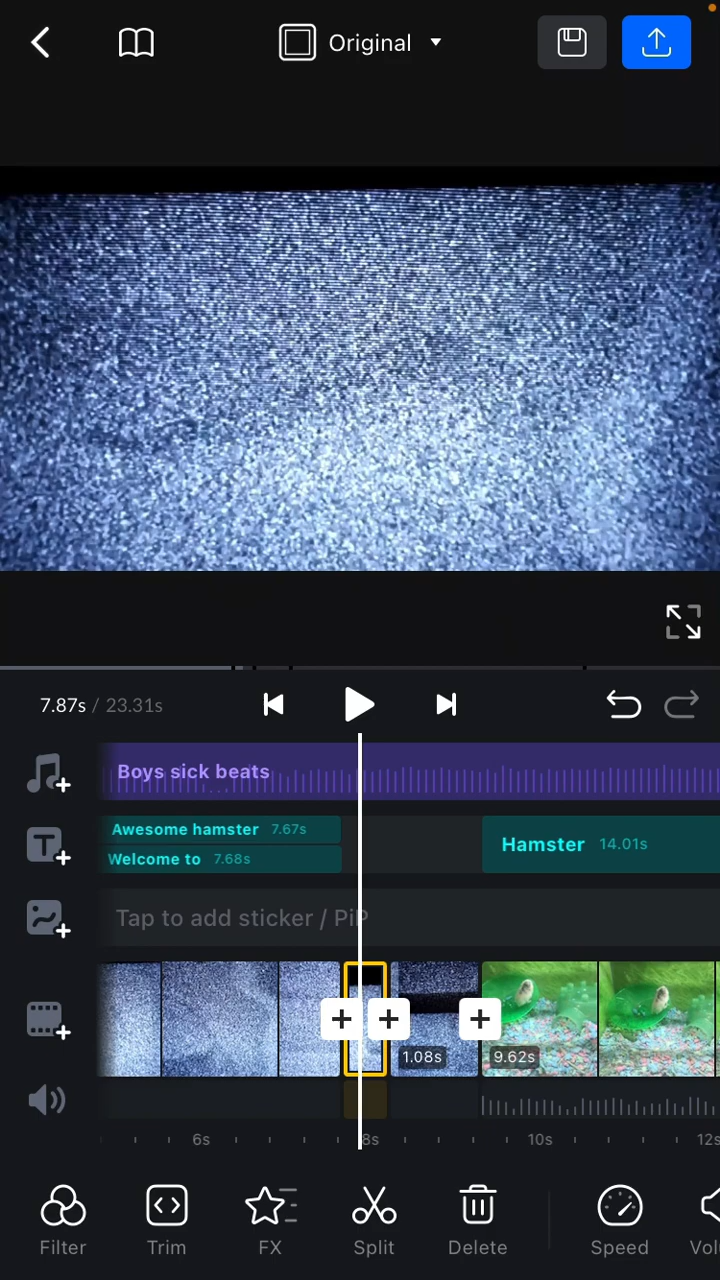 Original
7.87s / 23.31s
Boys sick beats
Awesome hamster 7.67s
Welcome to 7.68s
Hamster 14.01s
Tap to add sticker / PiP
1.08s
9.62s
6s
8s
10s
12s
Filter
Trim
FX
Split
Delete
Speed